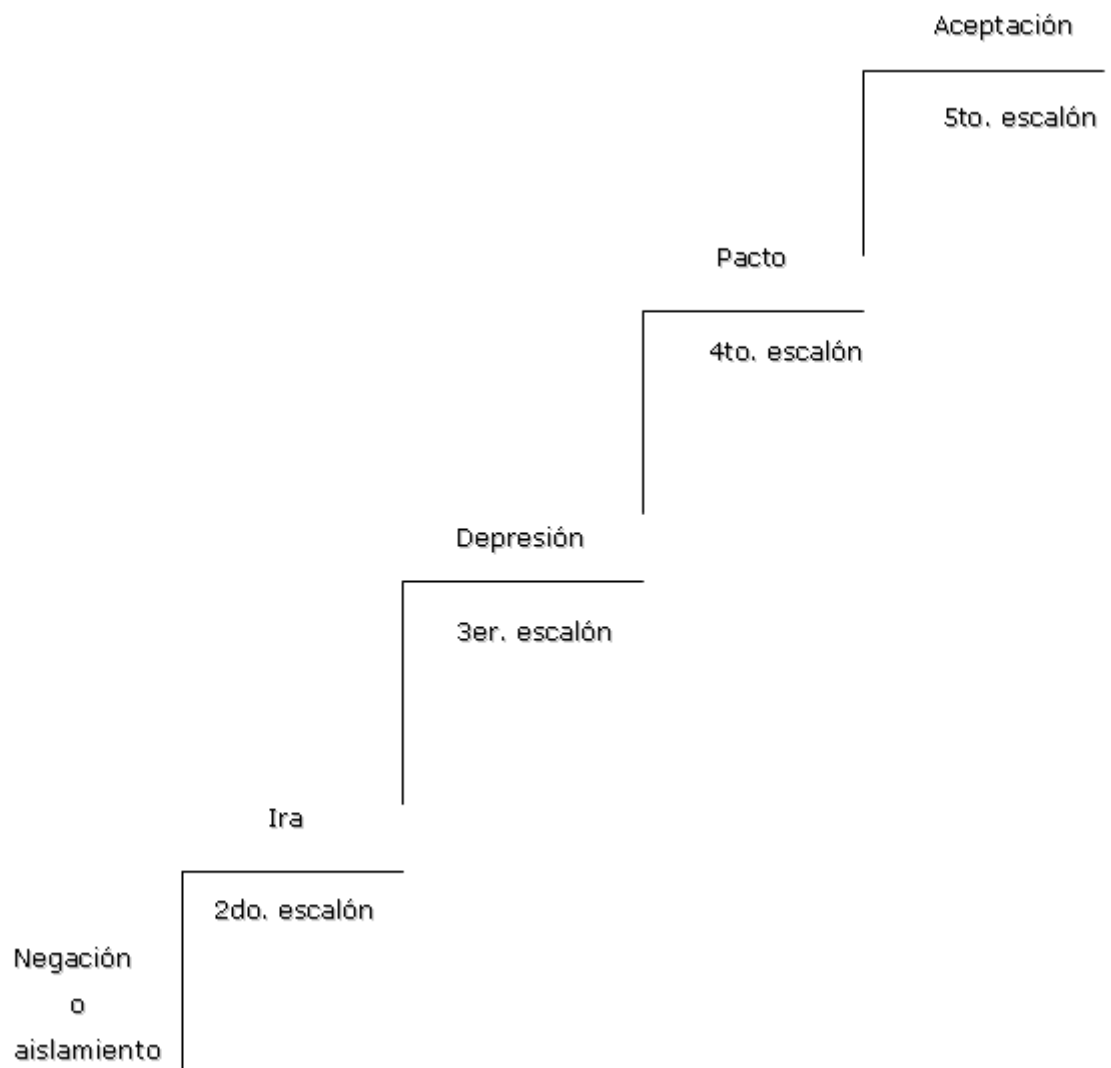 Aceptación
5to. escalón
Pacto
4to. escalón
Depresión
3er. escalón
Ira
2do. escalón
Negación
o
aislamiento